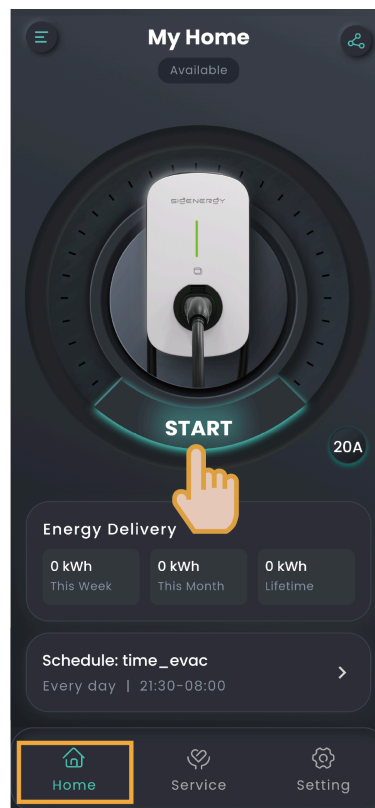 My Home
Available
SIGENERGY
START
20A
Energy Delivery
0 kWh 0 kWh 0 kWh
This Week This Month Lifetime
Schedule: time_evac
Every day | 21:30-08:00
Home Service Setting